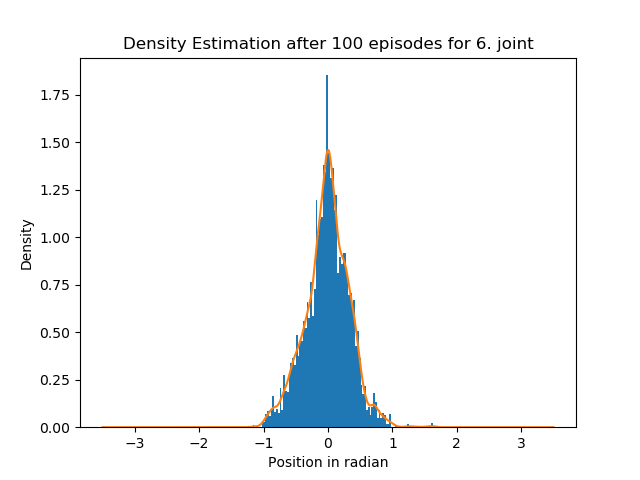 Density Estimation after 100 episodes for 6. joint
Density
1.75
1.50
1.25
1.00
0.75
0.50
0.25
0.00
−3 −2 −1 0 1 2 3
Position in radian